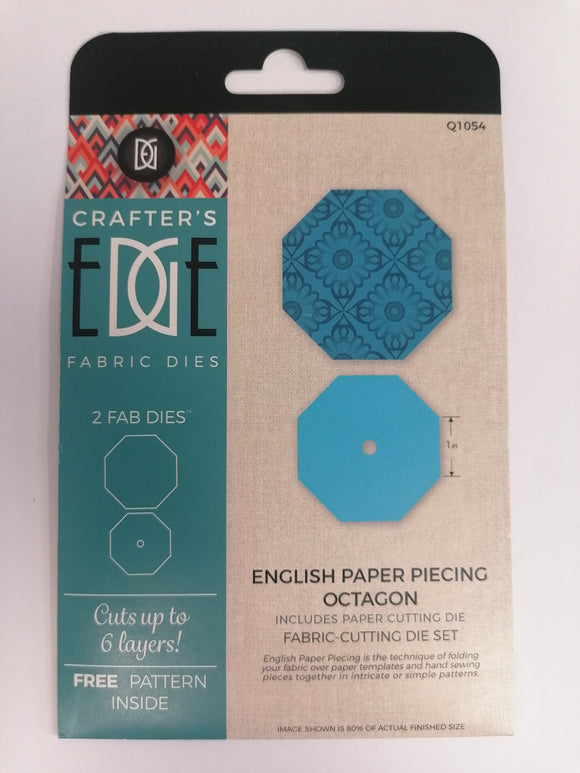 Q1054
CRAFTER'S
EDGE
FABRIC DIES
2 FAB DIES™
Cuts up to
6 layers!
FREE PATTERN
INSIDE
1 in
ENGLISH PAPER PIECING
OCTAGON
INCLUDES PAPER CUTTING DIE
FABRIC-CUTTING DIE SET
English Paper Piecing is the technique of folding
your fabric over paper templates and hand sewing
pieces together in intricate or simple patterns.
IMAGE SHOWN IS 80% OF ACTUAL FINISHED SIZE